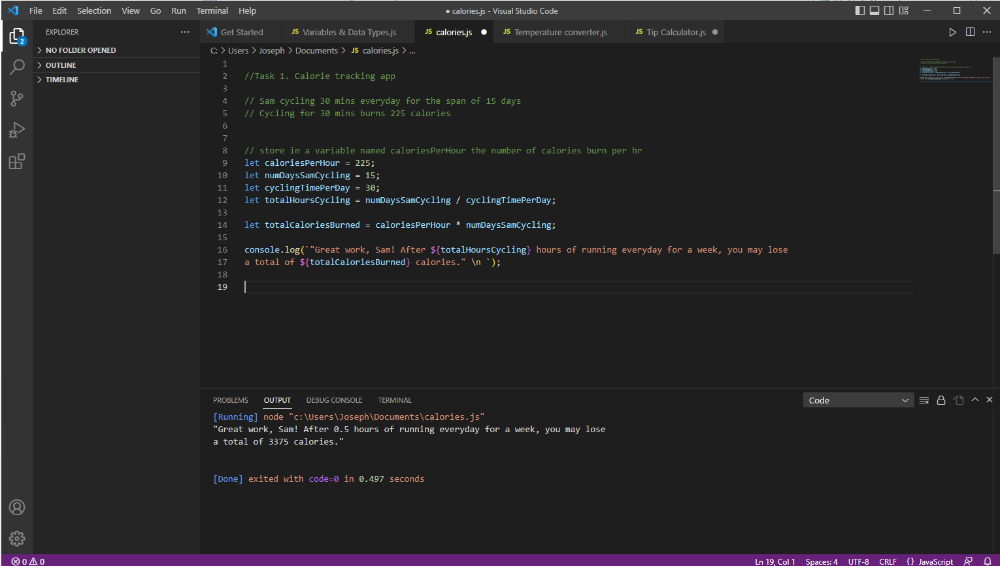 File Edit Selection View Go Run Terminal Help
● calories.js - Visual Studio Code
EXPLORER
2
NO FOLDER OPENED
OUTLINE
TIMELINE
Get Started
JS Variables & Data Types.js
JS calories.js
JS Temperature converter.js
JS Tip Calculator.js
C: > Users > Joseph > Documents > JS calories.js > ...
1
2 //Task 1. Calorie tracking app
3
4 // Sam cycling 30 mins everyday for the span of 15 days
5 // Cycling for 30 mins burns 225 calories
6
7
8 // store in a variable named caloriesPerHour the number of calories burn per hr
9 let caloriesPerHour = 225;
10 let numDaysSamCycling = 15;
11 let cyclingTimePerDay = 30;
12 let totalHoursCycling = numDaysSamCycling / cyclingTimePerDay;
13
14 let totalCaloriesBurned = caloriesPerHour * numDaysSamCycling;
15
16 console.log(`"Great work, Sam! After ${totalHoursCycling} hours of running everyday for a week, you may lose
17 a total of ${totalCaloriesBurned} calories." \n `);
18
19
PROBLEMS OUTPUT DEBUG CONSOLE TERMINAL
Code
[Running] node "c:\Users\Joseph\Documents\calories.js"
"Great work, Sam! After 0.5 hours of running everyday for a week, you may lose
a total of 3375 calories."
[Done] exited with code=0 in 0.497 seconds
0 0
Ln 19, Col 1 Spaces: 4 UTF-8 CRLF {} JavaScript